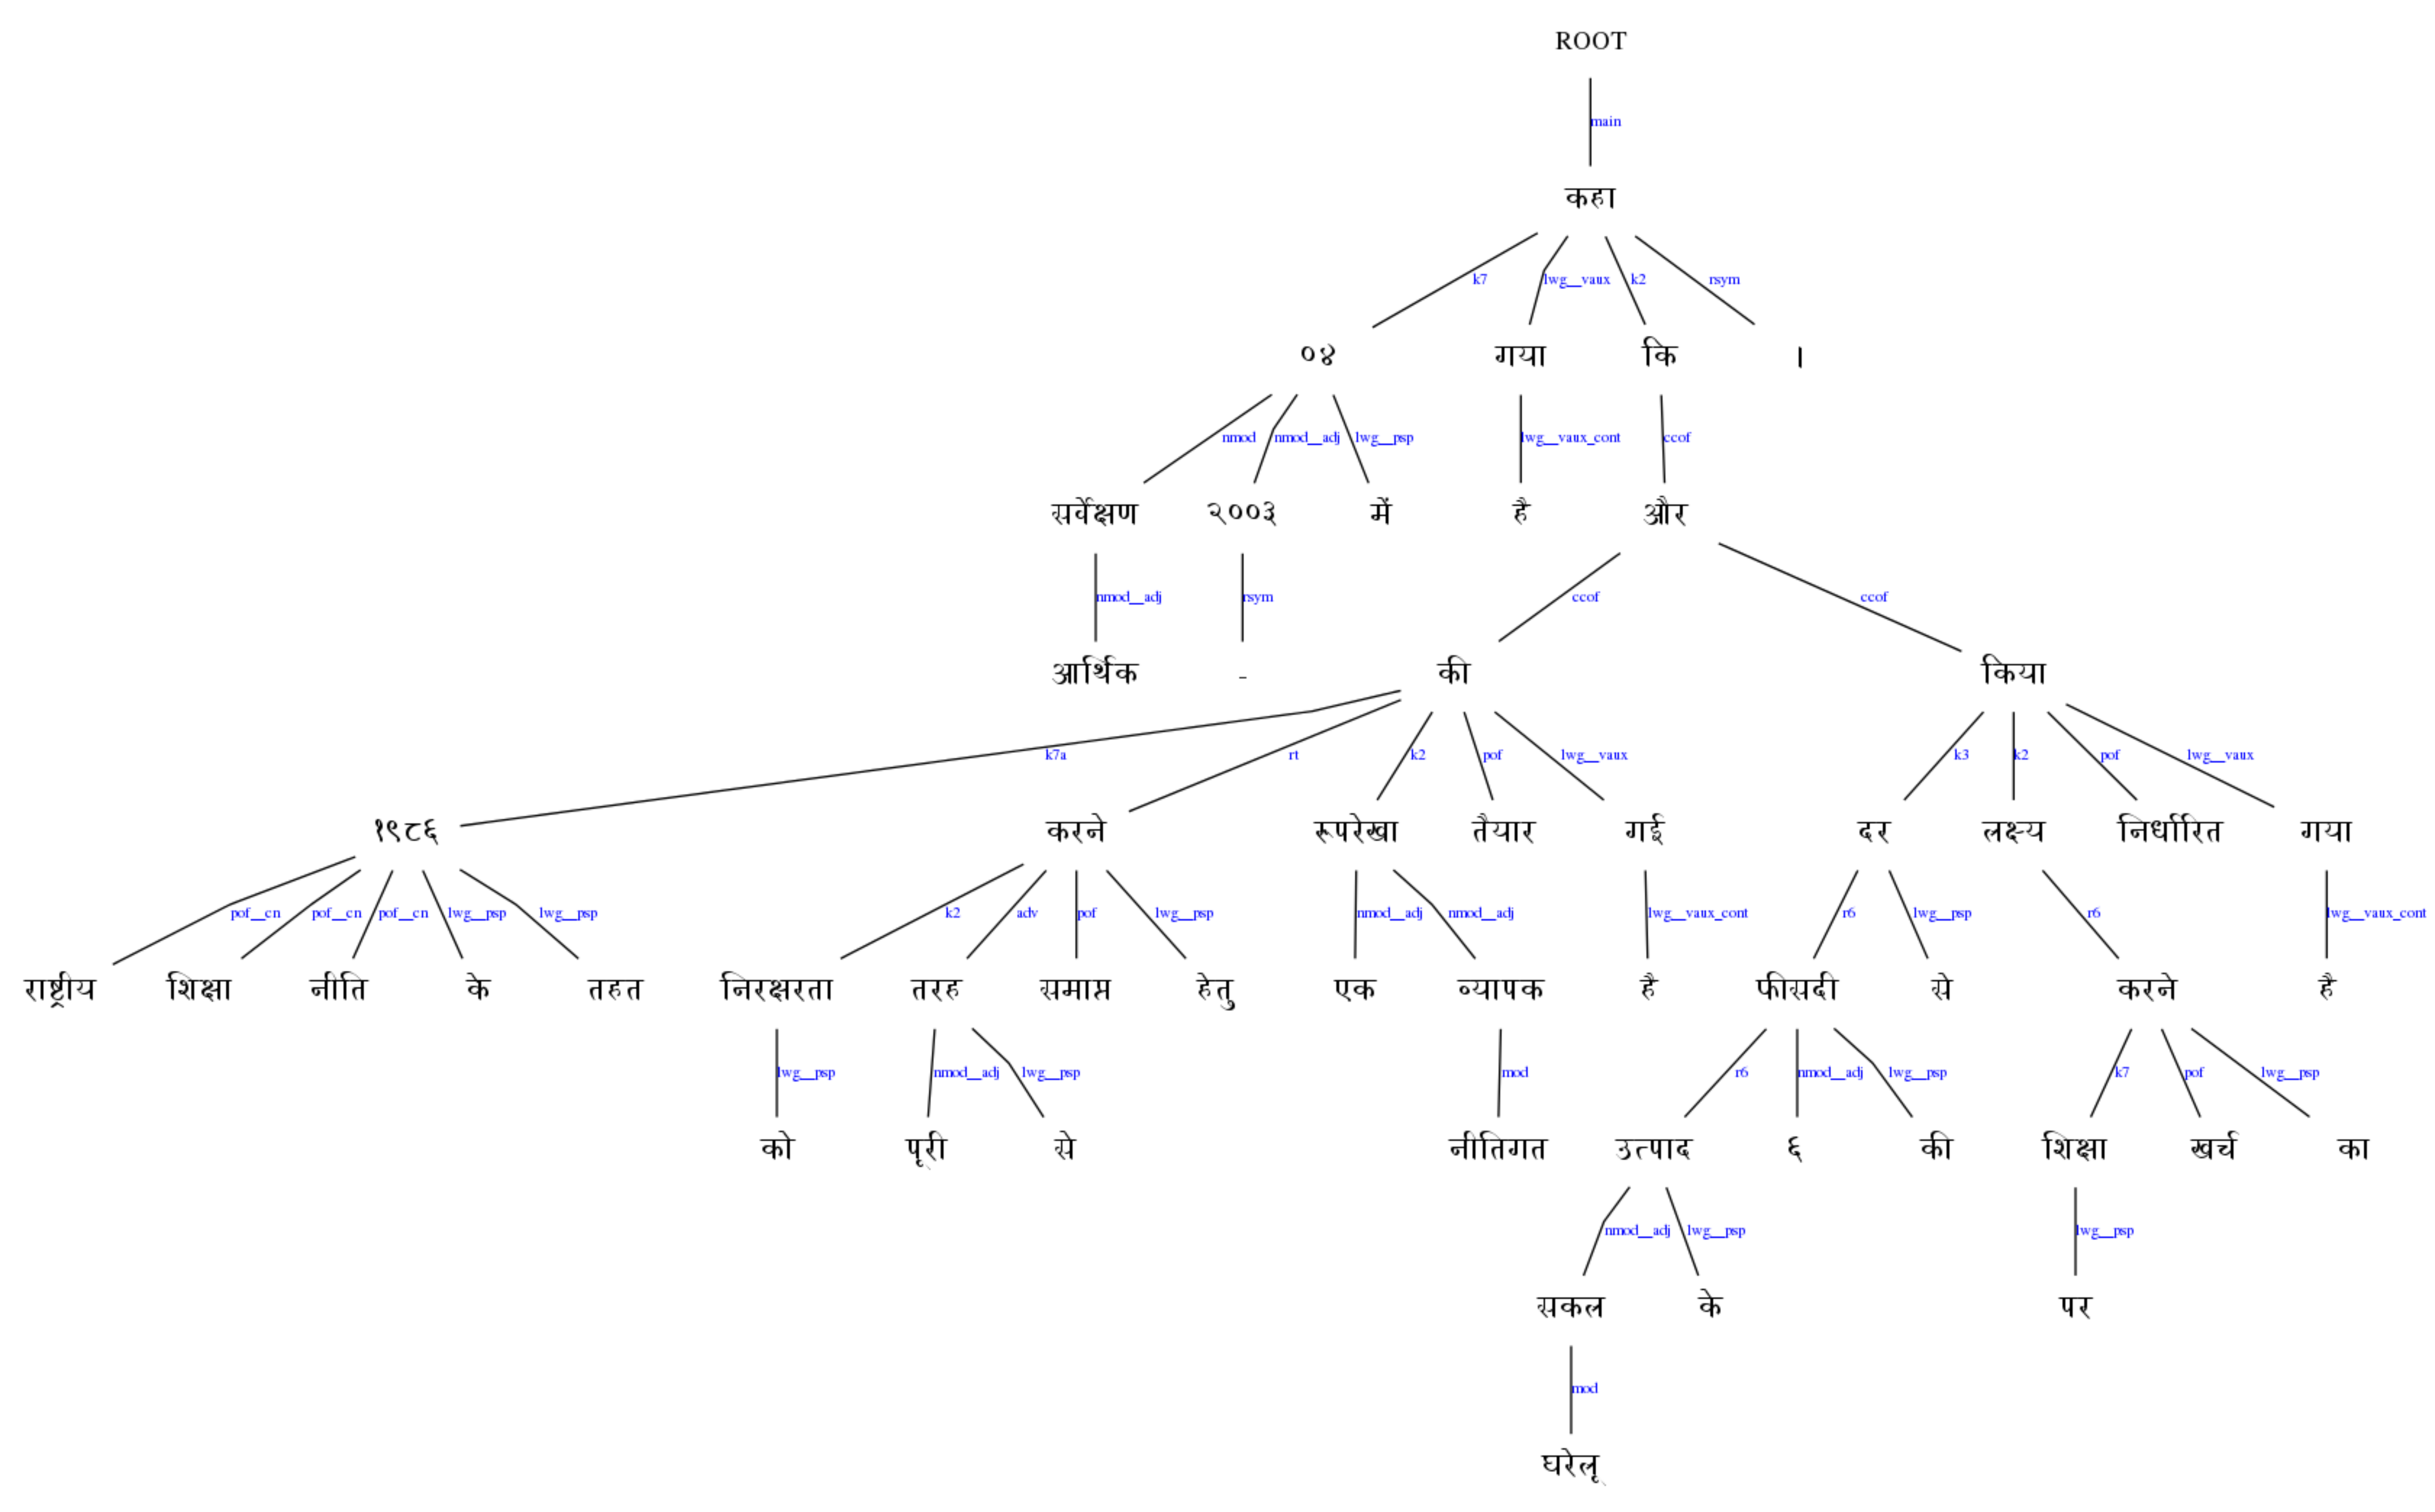 ROOT
main
कहा
k7 lwg__vaux k2 rsym
०४ गया कि ।
nmod nmod__adj lwg__psp lwg__vaux_cont ccof
सर्वेक्षण २००३ में है और
nmod__adj rsym ccof ccof
आर्थिक - की किया
k7a rt k2 pof lwg__vaux k3 k2 pof lwg__vaux
१९८६ करने रूपरेखा तैयार गई दर लक्ष्य निर्धारित गया
pof__cn pof__cn pof__cn lwg__psp lwg__psp k2 adv pof lwg__psp nmod__adj nmod__adj lwg__vaux_cont r6 lwg__psp r6 lwg__vaux_cont
राष्ट्रीय शिक्षा नीति के तहत निरक्षरता तरह समाप्त हेतु एक व्यापक है फीसदी से करने है
lwg__psp nmod__adj lwg__psp mod r6 nmod__adj lwg__psp k7 pof lwg__psp
को पूरी से नीतिगत उत्पाद ६ की शिक्षा खर्च का
nmod__adj lwg__psp lwg__psp
सकल के पर
mod
घरेलू